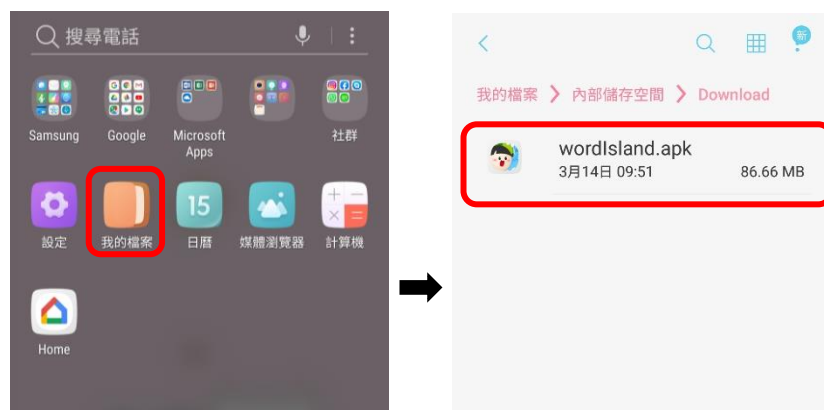 搜尋電話
Samsung
Google
Microsoft
Apps
社群
15
設定
我的檔案
日曆
媒體瀏覽器
計算機
Home
新
我的檔案 > 內部儲存空間 > Download
wordIsland.apk
3月14日 09:51
86.66 MB